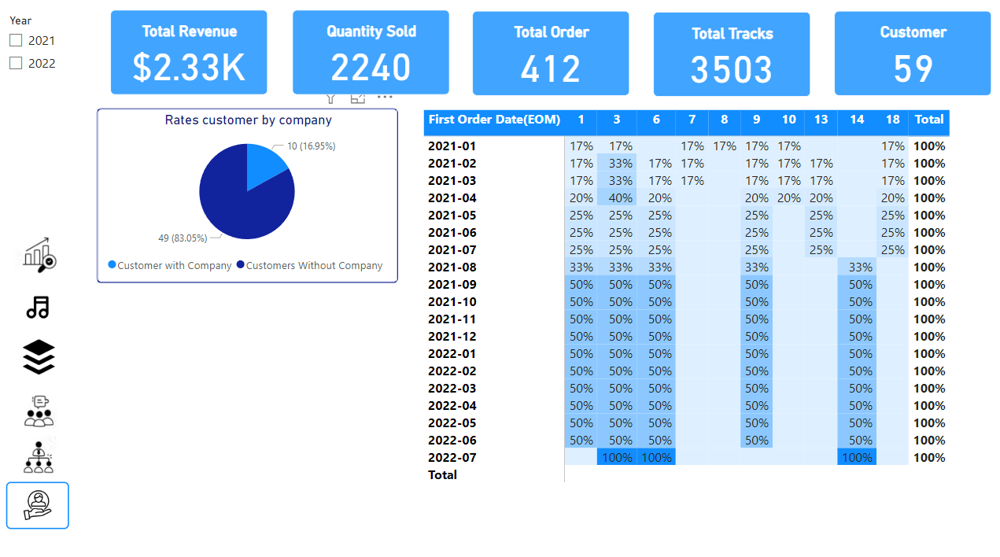 Year
2021
2022
Total Revenue
$2.33K
Quantity Sold
2240
Total Order
412
Total Tracks
3503
Customer
59
Rates customer by company
10 (16.95%)
49 (83.05%)
Customer with Company Customers Without Company
First Order Date(EOM) 1 3 6 7 8 9 10 13 14 18 Total
2021-01 17% 17% 17% 17% 17% 17% 17% 100%
2021-02 17% 33% 17% 17% 17% 17% 17% 17% 100%
2021-03 17% 33% 17% 17% 17% 17% 17% 17% 100%
2021-04 20% 40% 20% 20% 20% 20% 20% 100%
2021-05 25% 25% 25% 25% 25% 25% 100%
2021-06 25% 25% 25% 25% 25% 25% 100%
2021-07 25% 25% 25% 25% 25% 25% 100%
2021-08 33% 33% 33% 33% 33% 100%
2021-09 50% 50% 50% 50% 50% 100%
2021-10 50% 50% 50% 50% 50% 100%
2021-11 50% 50% 50% 50% 50% 100%
2021-12 50% 50% 50% 50% 50% 100%
2022-01 50% 50% 50% 50% 50% 100%
2022-02 50% 50% 50% 50% 50% 100%
2022-03 50% 50% 50% 50% 50% 100%
2022-04 50% 50% 50% 50% 50% 100%
2022-05 50% 50% 50% 50% 50% 100%
2022-06 50% 50% 50% 50% 50% 100%
2022-07 100% 100% 100% 100%
Total